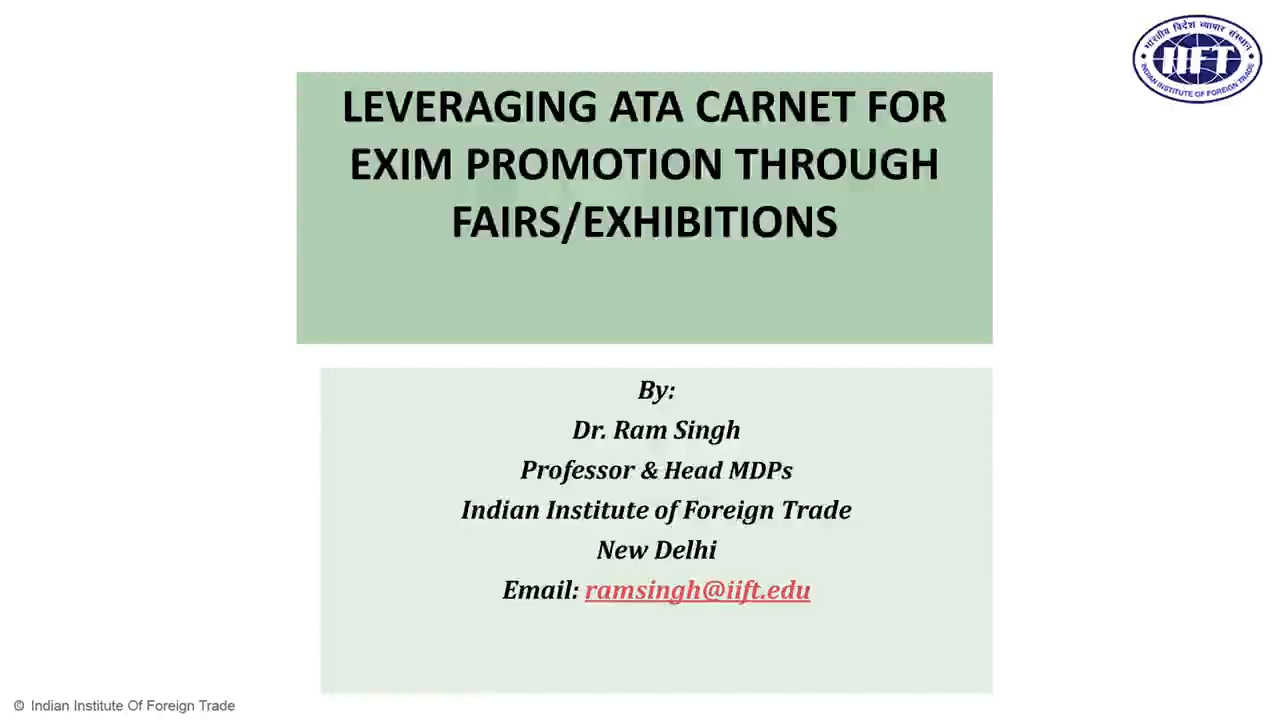 भारतीय विदेश व्यापार संस्थान
IIFT
INDIAN INSTITUTE OF FOREIGN TRADE
LEVERAGING ATA CARNET FOR
EXIM PROMOTION THROUGH
FAIRS/EXHIBITIONS
By:
Dr. Ram Singh
Professor & Head MDPs
Indian Institute of Foreign Trade
New Delhi
Email: ramsingh@iift.edu
© Indian Institute Of Foreign Trade